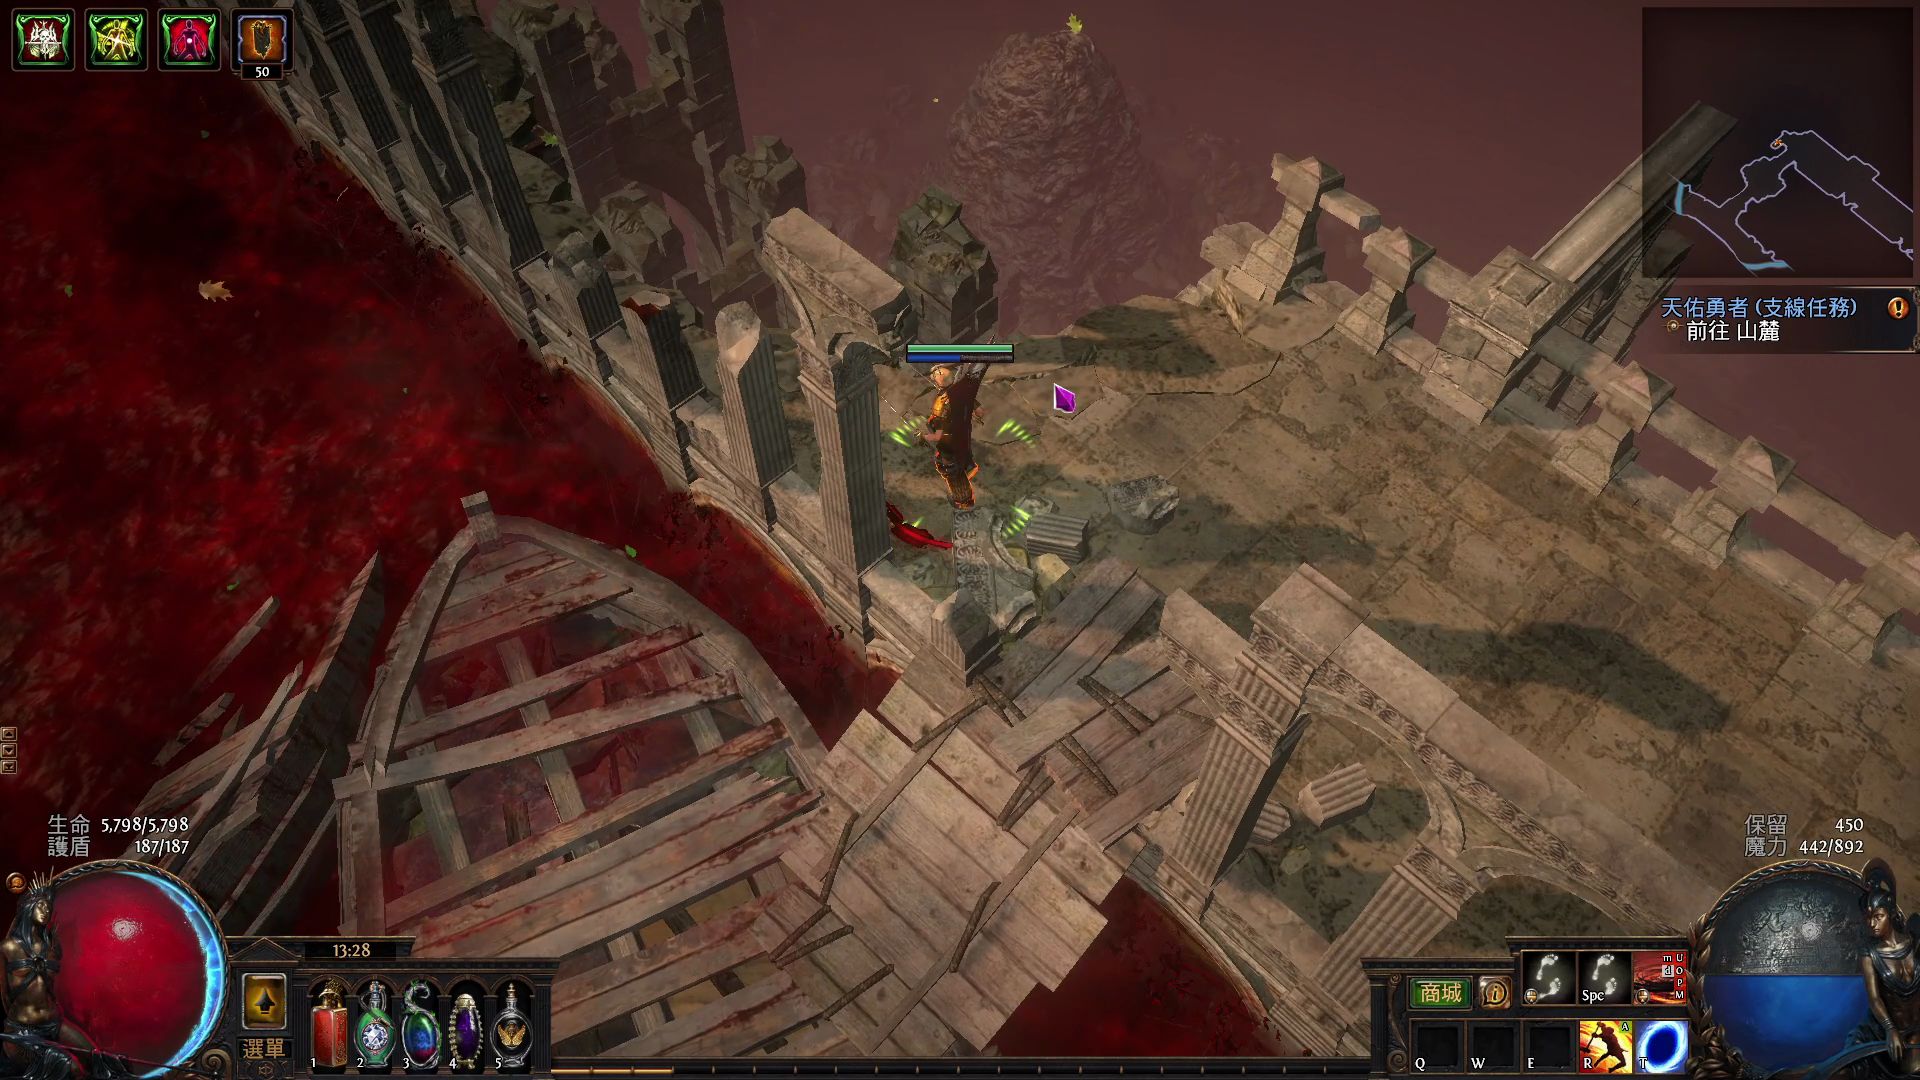 50
天佑勇者 (支線任務)
前往 山麓
生命 5,798/5,798
護盾 187/187
保留 450
魔力 442/892
13:28
選單
1 2 3 4 5
商城
Spc
m U
d O
P
M
A
Q W E R T